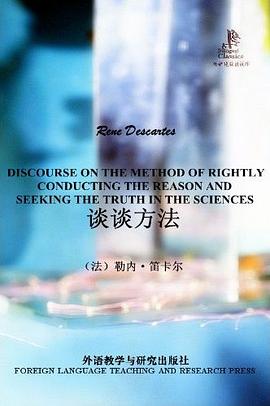 Rene Descartes
DISCOURSE ON THE METHOD OF RIGHTLY
CONDUCTING THE REASON AND
SEEKING THE TRUTH IN THE SCIENCES
谈谈方法
（法）勒内·笛卡尔
外语教学与研究出版社
FOREIGN LANGUAGE TEACHING AND RESEARCH PRESS